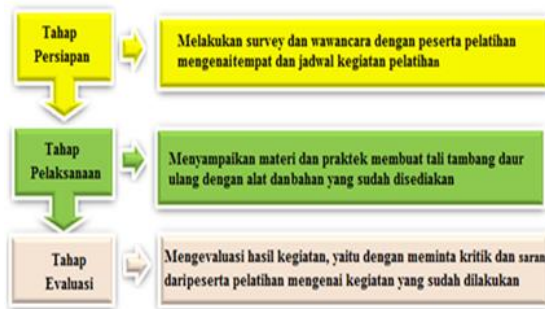 Tahap
Persiapan
Melakukan survey dan wawancara dengan peserta pelatihan
mengenaitempat dan jadwal kegiatan pelatihan
Tahap
Pelaksanaan
Menyampaikan materi dan praktek membuat tali tambang daur
ulang dengan alat danbahan yang sudah disediakan
Tahap
Evaluasi
Mengevaluasi hasil kegiatan, yaitu dengan meminta kritik dan saran
daripeserta pelatihan mengenai kegiatan yang sudah dilakukan